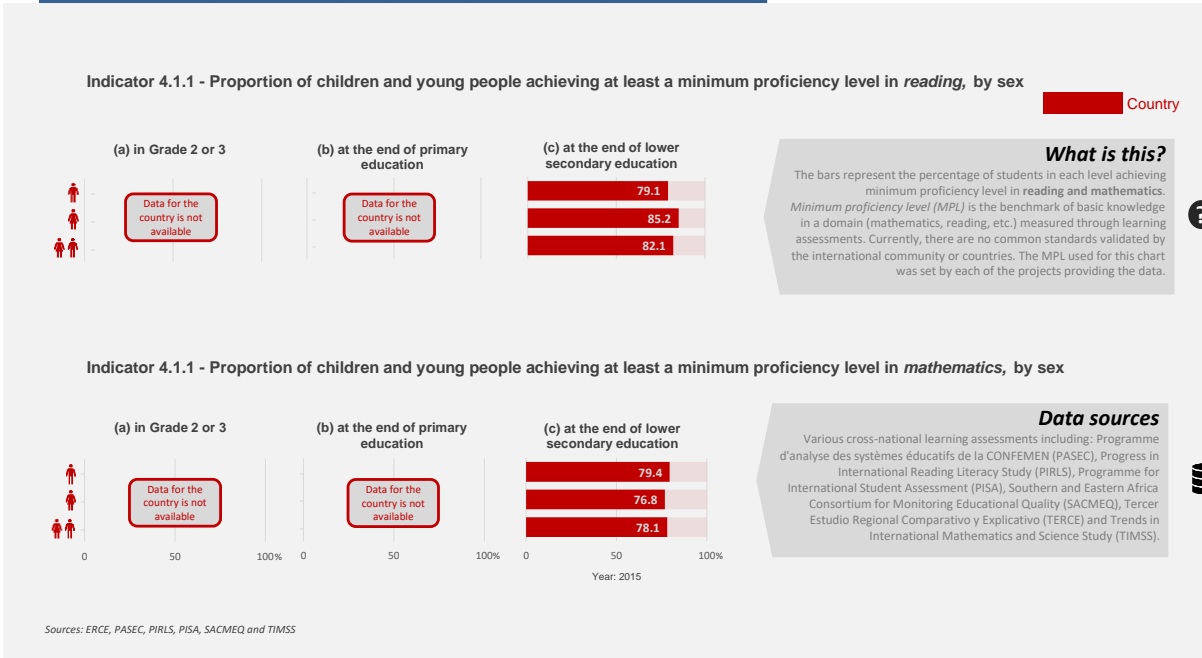 Indicator 4.1.1 - Proportion of children and young people achieving at least a minimum proficiency level in reading, by sex
Country
(a) in Grade 2 or 3
(b) at the end of primary
education
(c) at the end of lower
secondary education
Data for the
country is not
available
Data for the
country is not
available
79.1
85.2
82.1
What is this?
The bars represent the percentage of students in each level achieving
minimum proficiency level in reading and mathematics.
Minimum proficiency level (MPL) is the benchmark of basic knowledge
in a domain (mathematics, reading, etc.) measured through learning
assessments. Currently, there are no common standards validated by
the international community or countries. The MPL used for this chart
was set by each of the projects providing the data.
?
Indicator 4.1.1 - Proportion of children and young people achieving at least a minimum proficiency level in mathematics, by sex
(a) in Grade 2 or 3
(b) at the end of primary
education
(c) at the end of lower
secondary education
Data for the
country is not
available
Data for the
country is not
available
79.4
76.8
78.1
0 50 100%
0 50 100%
0 50 100%
Year: 2015
Data sources
Various cross-national learning assessments including: Programme
d'analyse des systèmes éducatifs de la CONFEMEN (PASEC), Progress in
International Reading Literacy Study (PIRLS), Programme for
International Student Assessment (PISA), Southern and Eastern Africa
Consortium for Monitoring Educational Quality (SACMEQ), Tercer
Estudio Regional Comparativo y Explicativo (TERCE) and Trends in
International Mathematics and Science Study (TIMSS).
Sources: ERCE, PASEC, PIRLS, PISA, SACMEQ and TIMSS